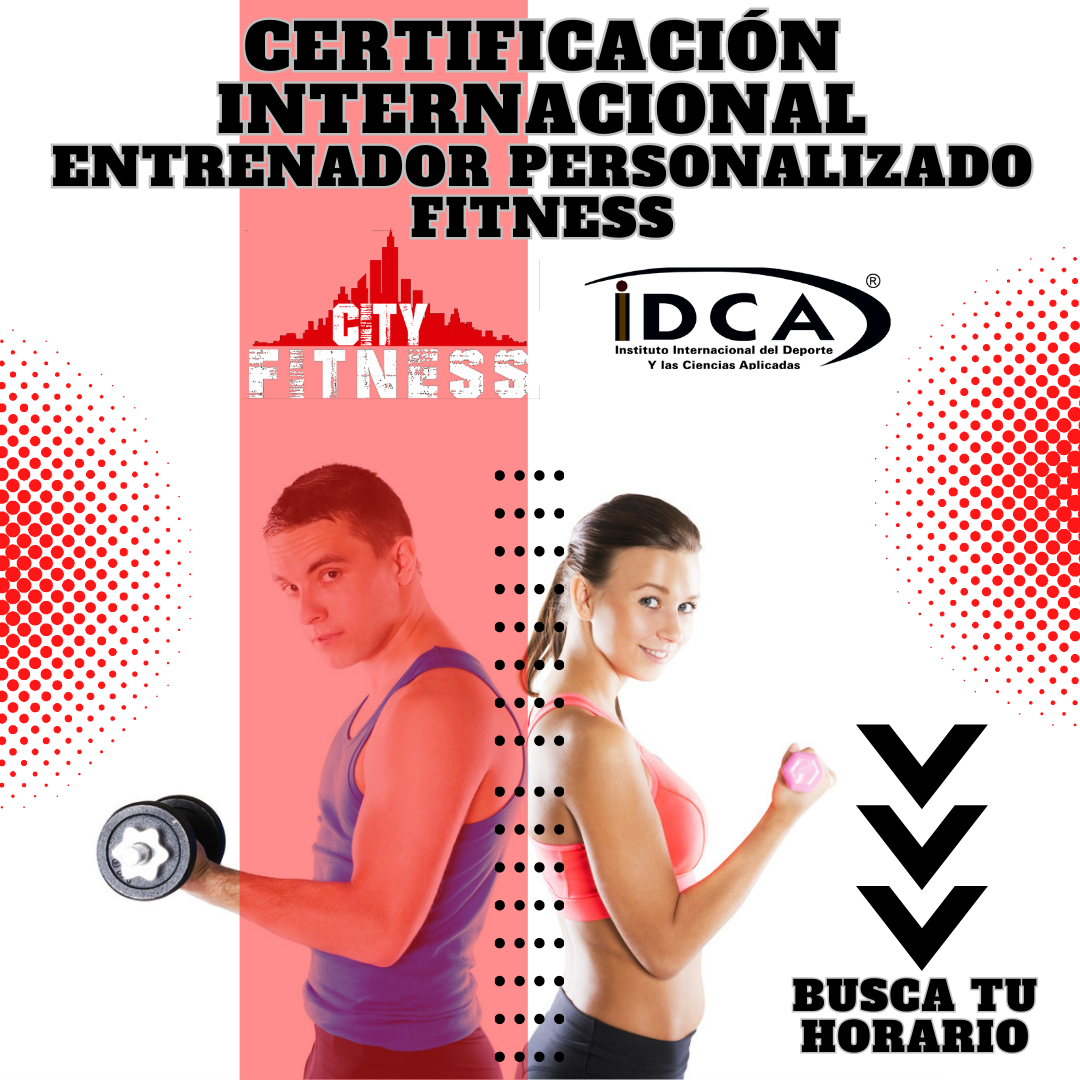 CERTIFICACIÓN
INTERNACIONAL
ENTRENADOR PERSONALIZADO
FITNESS
CITY
FITNESS
iDCA®
Instituto Internacional del Deporte
Y las Ciencias Aplicadas
BUSCA TU
HORARIO